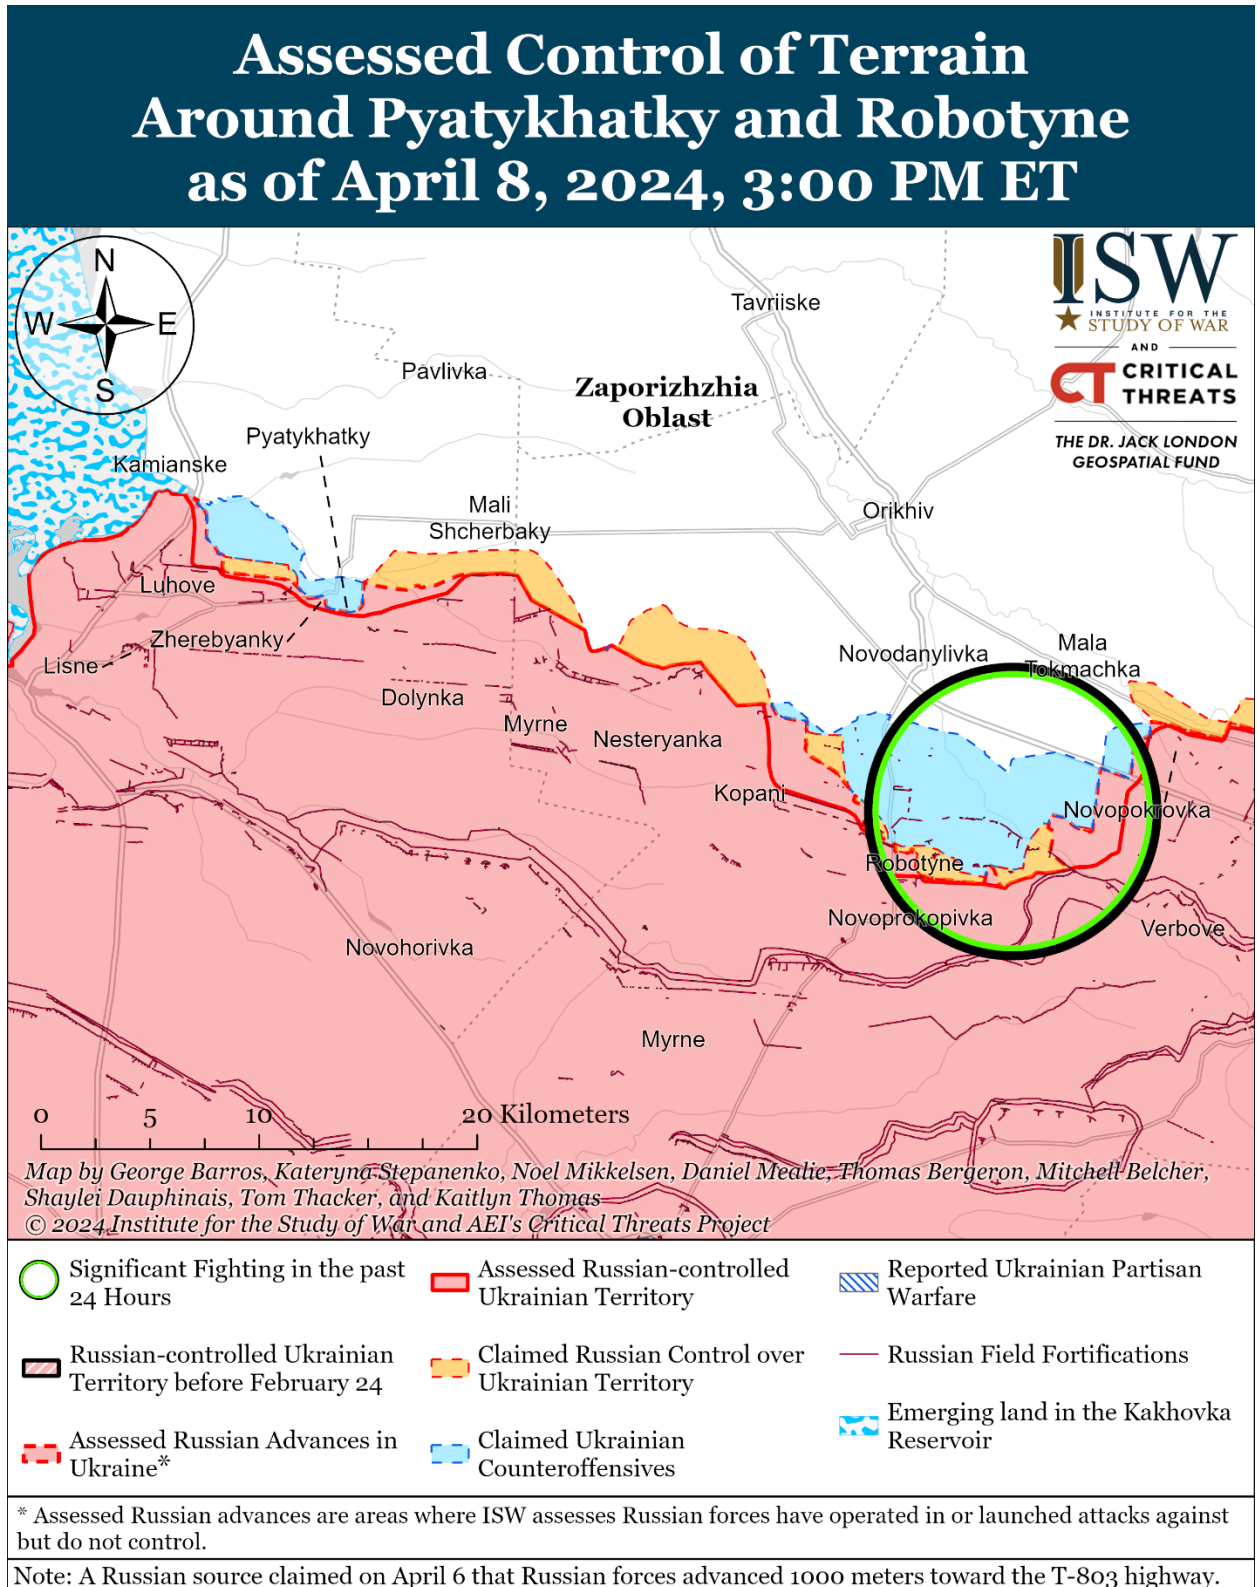 Assessed Control of Terrain
Around Pyatykhatky and Robotyne
as of April 8, 2024, 3:00 PM ET
N
W
E
S
ISW
INSTITUTE FOR THE
STUDY OF WAR
AND
CT CRITICAL
THREATS
THE DR. JACK LONDON
GEOSPATIAL FUND
Tavriiske
Pavlivka
Zaporizhzhia
Oblast
Pyatykhatky
Kamianske
Mali
Shcherbaky
Orikhiv
Luhove
Zherebyanky
Lisne
Dolynka
Myrne
Nesteryanka
Novodanylivka
Mala
Tokmachka
Kopani
Novopokrovka
Robotyne
Novoprokopivka
Verbove
Novohorivka
Myrne
0 5 10 20 Kilometers
Map by George Barros, Kateryna Stepanenko, Noel Mikkelsen, Daniel Mealie, Thomas Bergeron, Mitchell Belcher,
Shaylei Dauphinais, Tom Thacker, and Kaitlyn Thomas
© 2024 Institute for the Study of War and AEI's Critical Threats Project
Significant Fighting in the past
24 Hours
Russian-controlled Ukrainian
Territory before February 24
Assessed Russian Advances in
Ukraine*
Assessed Russian-controlled
Ukrainian Territory
Claimed Russian Control over
Ukrainian Territory
Claimed Ukrainian
Counteroffensives
Reported Ukrainian Partisan
Warfare
Russian Field Fortifications
Emerging land in the Kakhovka
Reservoir
* Assessed Russian advances are areas where ISW assesses Russian forces have operated in or launched attacks against
but do not control.
Note: A Russian source claimed on April 6 that Russian forces advanced 1000 meters toward the T-803 highway.